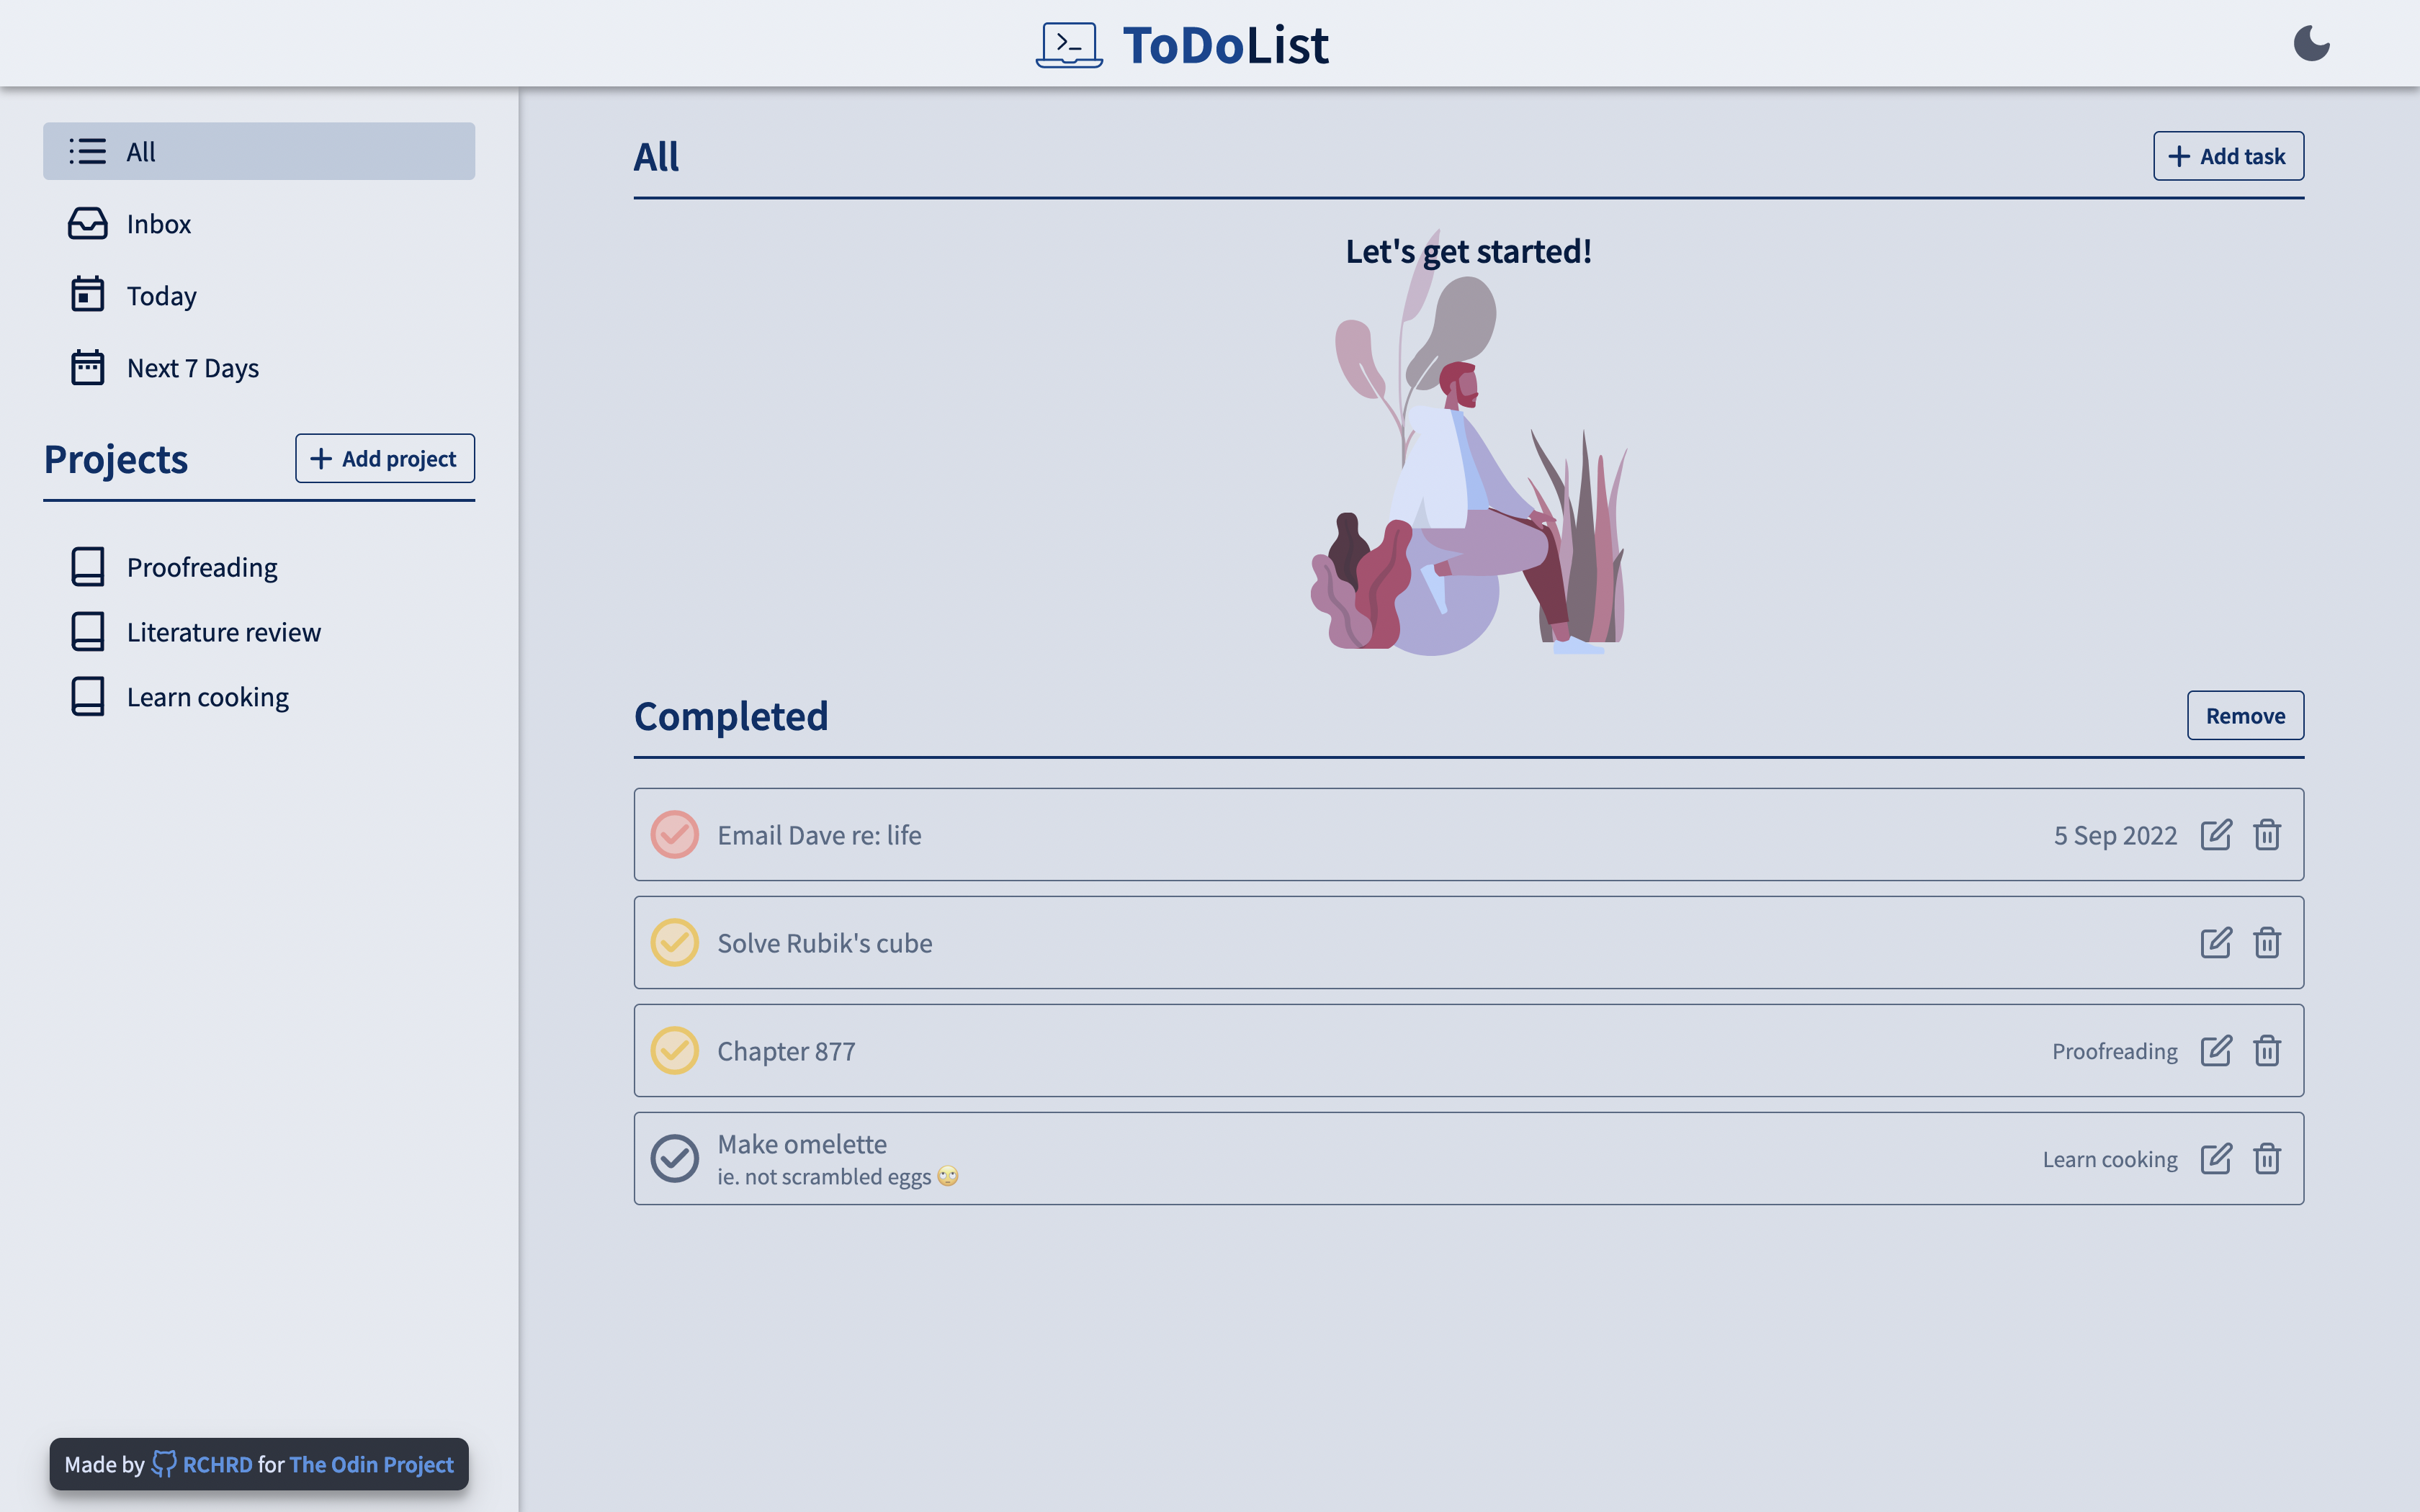 ToDoList
All
Inbox
Today
Next 7 Days
Projects
Add project
Proofreading
Literature review
Learn cooking
Made by RCHRD for The Odin Project
All
Add task
Let's get started!
Completed
Remove
Email Dave re: life 5 Sep 2022
Solve Rubik's cube
Chapter 877 Proofreading
Make omelette
ie. not scrambled eggs 🙄
Learn cooking